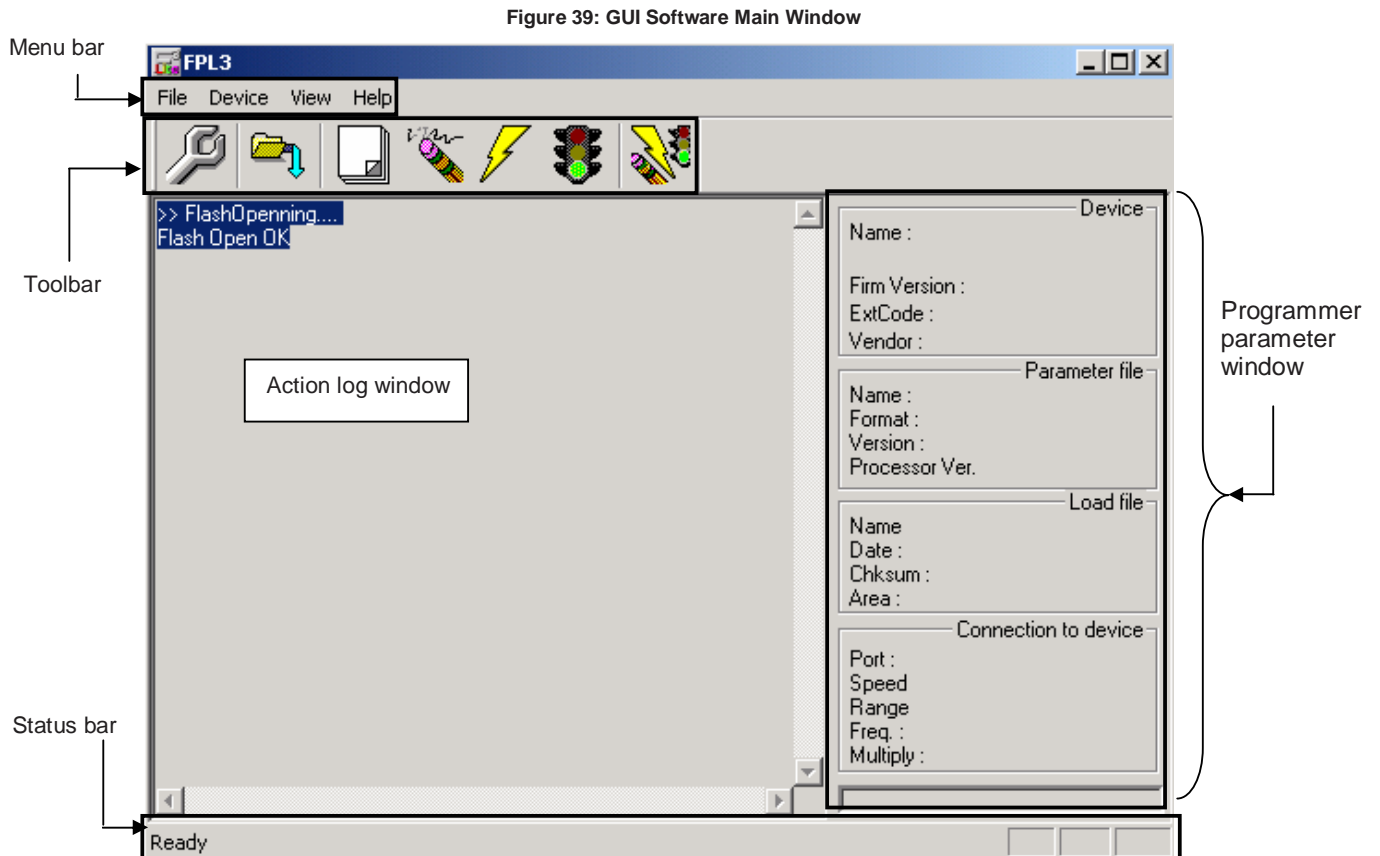 Figure 39: GUI Software Main Window
Menu bar
FPL3
File Device View Help
Toolbar
>> FlashOpenning....
Flash Open OK
Action log window
Device
Name :
Firm Version :
ExtCode :
Vendor :
Parameter file
Name :
Format :
Version :
Processor Ver.
Load file
Name
Date :
Chksum :
Area :
Connection to device
Port :
Speed
Range
Freq. :
Multiply :
Programmer
parameter
window
Status bar
Ready